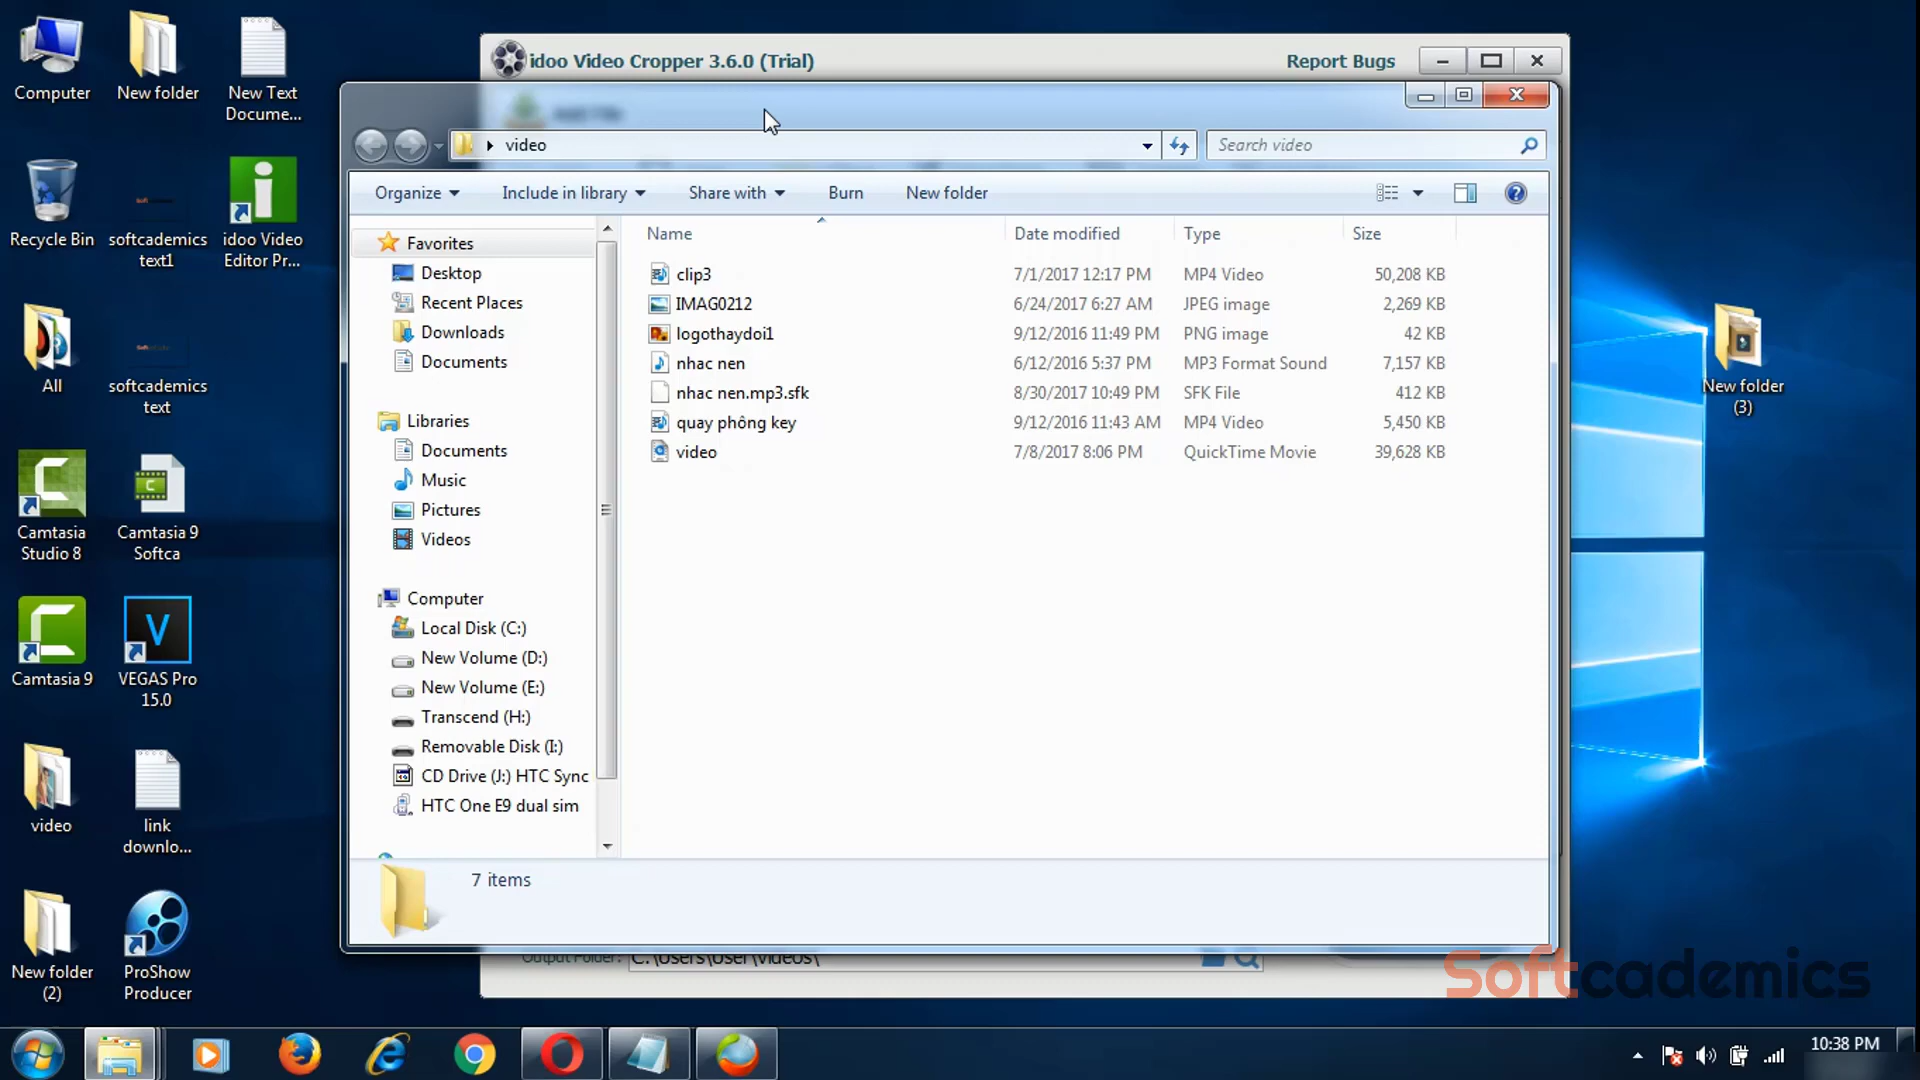 Computer
New folder
New Text
Docume...
Recycle Bin
softcademics
text1
idoo Video
Editor Pr...
All
softcademics
text
Camtasia
Studio 8
Camtasia 9
Softca
Camtasia 9
VEGAS Pro
15.0
video
link
downlo...
New folder
(2)
ProShow
Producer
New folder
(3)
idoo Video Cropper 3.6.0 (Trial)
Report Bugs
Add File
video
Search video
Organize
Include in library
Share with
Burn
New folder
Favorites
Desktop
Recent Places
Downloads
Documents
Libraries
Documents
Music
Pictures
Videos
Computer
Local Disk (C:)
New Volume (D:)
New Volume (E:)
Transcend (H:)
Removable Disk (I:)
CD Drive (J:) HTC Sync
HTC One E9 dual sim
Name Date modified Type Size
clip3 7/1/2017 12:17 PM MP4 Video 50,208 KB
IMAG0212 6/24/2017 6:27 AM JPEG image 2,269 KB
logothaydoi1 9/12/2016 11:49 PM PNG image 42 KB
nhac nen 6/12/2016 5:37 PM MP3 Format Sound 7,157 KB
nhac nen.mp3.sfk 8/30/2017 10:49 PM SFK File 412 KB
quay phông key 9/12/2016 11:43 AM MP4 Video 5,450 KB
video 7/8/2017 8:06 PM QuickTime Movie 39,628 KB
7 items
Output Folder: C:\Users\User\Videos\
Softcademics
10:38 PM